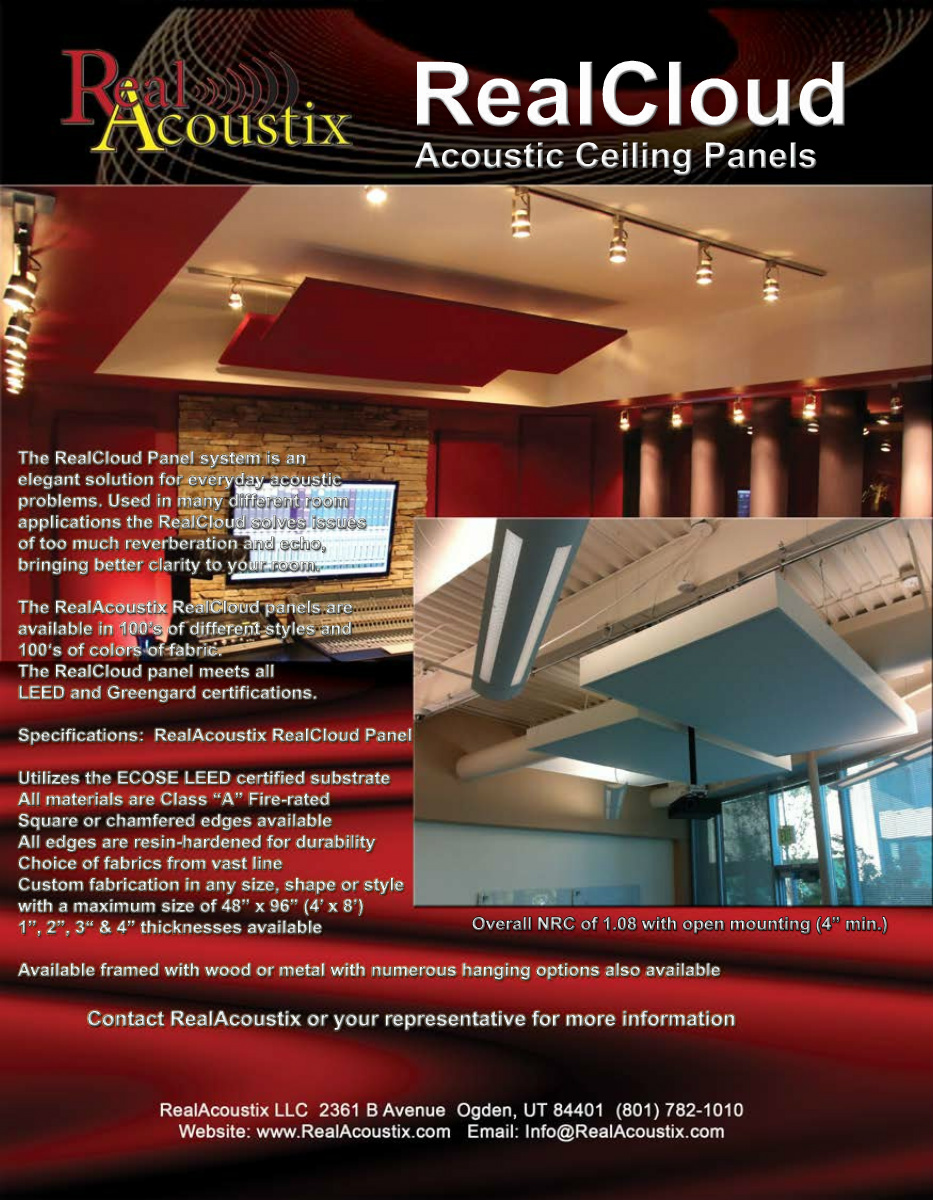 Real
Acoustix
RealCloud
Acoustic Ceiling Panels
The RealCloud Panel system is an
elegant solution for everyday acoustic
problems. Used in many different room
applications the RealCloud solves issues
of too much reverberation and echo,
bringing better clarity to your room.
The RealAcoustix RealCloud panels are
available in 100's of different styles and
100's of colors of fabric.
The RealCloud panel meets all
LEED and Greengard certifications.
Specifications: RealAcoustix RealCloud Panel
Utilizes the ECOSE LEED certified substrate
All materials are Class “A” Fire-rated
Square or chamfered edges available
All edges are resin-hardened for durability
Choice of fabrics from vast line
Custom fabrication in any size, shape or style
with a maximum size of 48” x 96” (4’ x 8’)
1”, 2”, 3“ & 4” thicknesses available
Overall NRC of 1.08 with open mounting (4” min.)
Available framed with wood or metal with numerous hanging options also available
Contact RealAcoustix or your representative for more information
RealAcoustix LLC 2361 B Avenue Ogden, UT 84401 (801) 782-1010
Website: www.RealAcoustix.com Email: Info@RealAcoustix.com